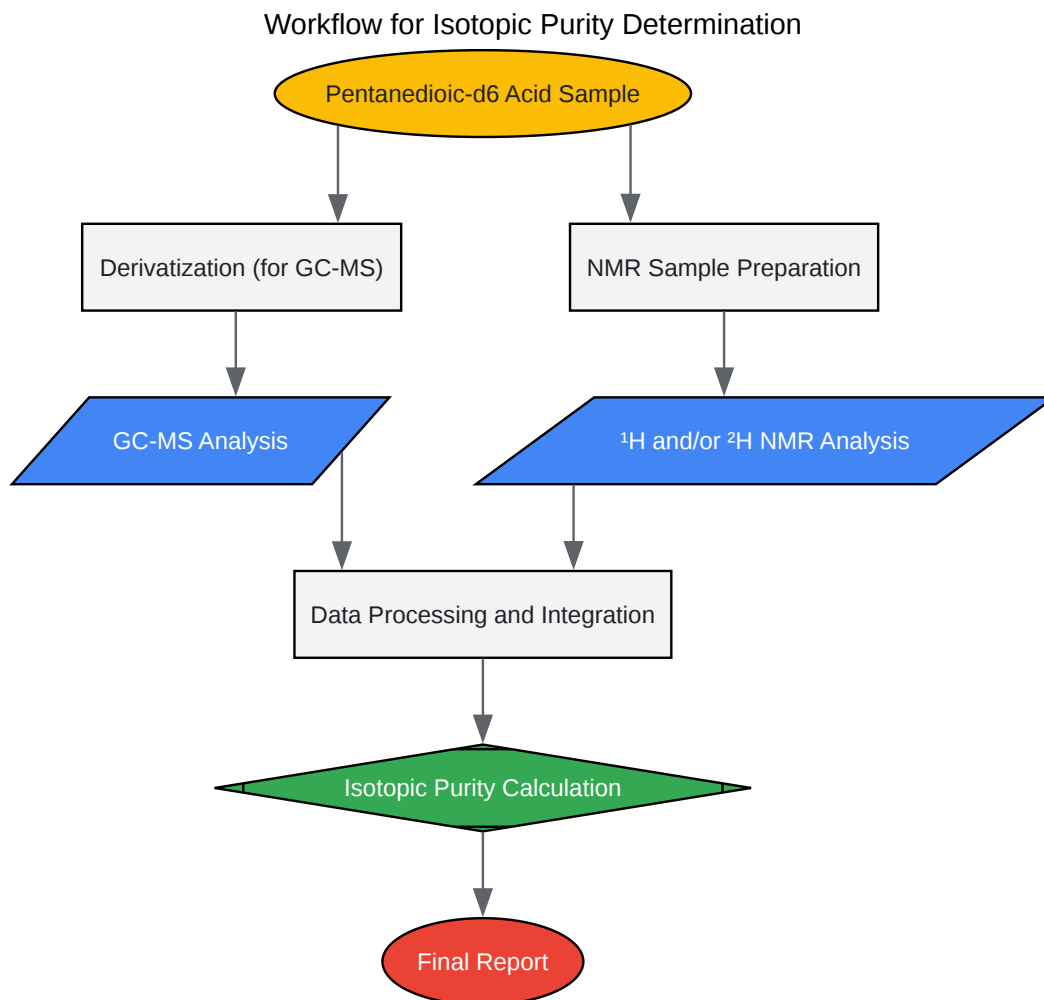 Workflow for Isotopic Purity Determination
Pentanedioic-d6 Acid Sample
Derivatization (for GC-MS)
NMR Sample Preparation
GC-MS Analysis
¹H and/or ²H NMR Analysis
Data Processing and Integration
Isotopic Purity Calculation
Final Report